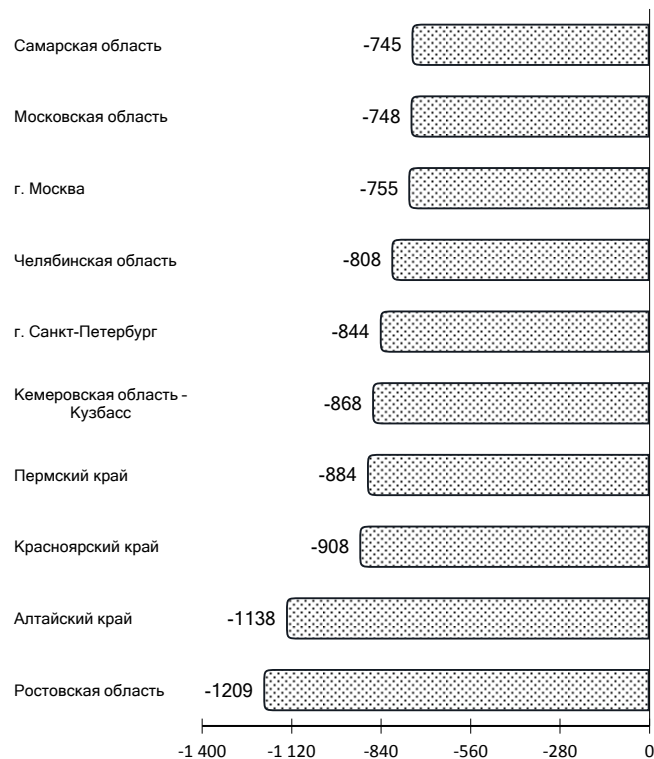 Самарская область -745
Московская область -748
г. Москва -755
Челябинская область -808
г. Санкт-Петербург -844
Кемеровская область -
Кузбасс -868
Пермский край -884
Красноярский край -908
Алтайский край -1138
Ростовская область -1209
-1 400 -1 120 -840 -560 -280 0